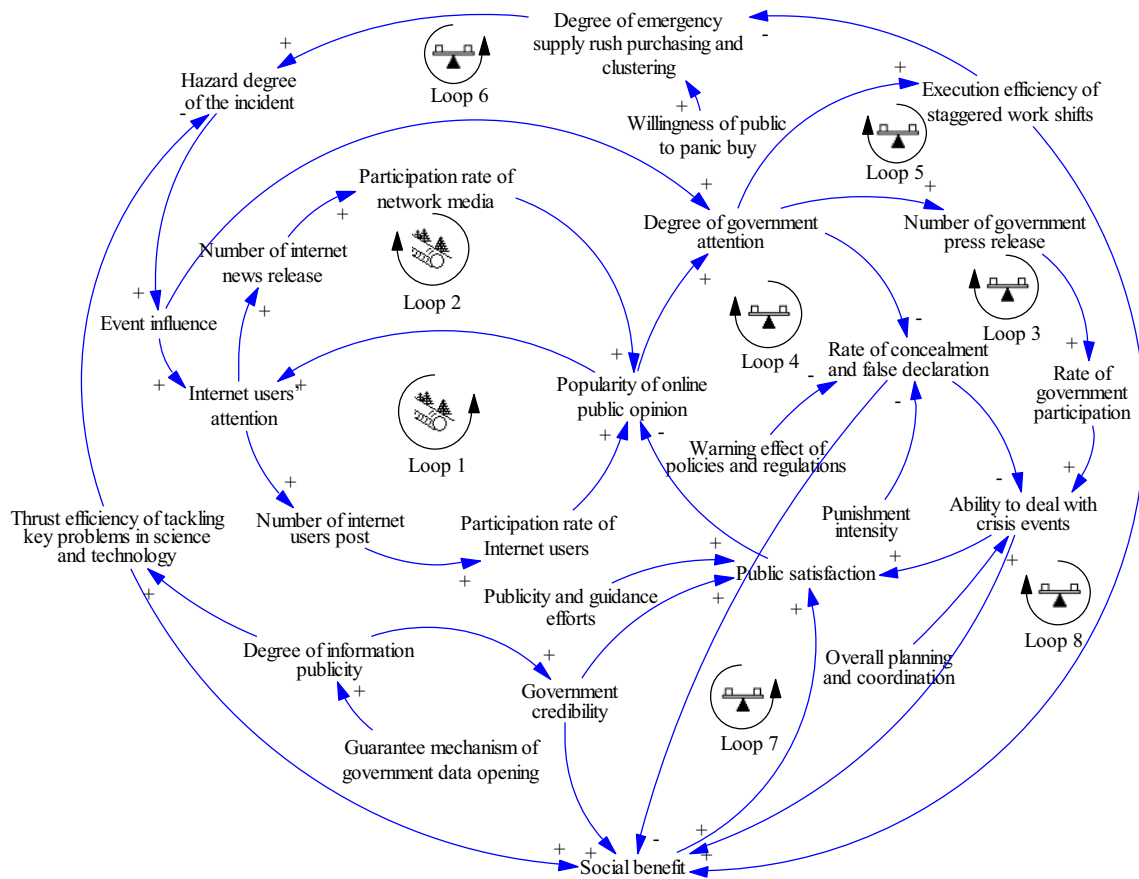 Degree of emergency
supply rush purchasing and
clustering
+
-
Hazard degree
of the incident
-
Loop 6
+
Execution efficiency of
staggered work shifts
+
Willingness of public
to panic buy
Loop 5
Participation rate of
network media
+
+
Degree of government
attention
+
+
Number of government
press release
Number of internet
news release
+
Loop 2
+
Event influence
+
Loop 4
-
Loop 3
+
Internet users'
attention
+
Popularity of online
public opinion
+
-
Rate of concealment
and false declaration
-
+
Rate of
government
participation
+
-
Warning effect of
policies and regulations
Loop 1
+
-
+
Thrust efficiency of tackling
key problems in science
and technology
+
Number of internet
users post
+
Participation rate of
Internet users
Punishment
intensity
Ability to deal with
crisis events
+
+
+
Public satisfaction
+
+
Publicity and guidance
efforts
+
Loop 8
Degree of information
publicity
+
+
Government
credibility
Overall planning
and coordination
Loop 7
Guarantee mechanism of
government data opening
+
+
-
+
+
Social benefit